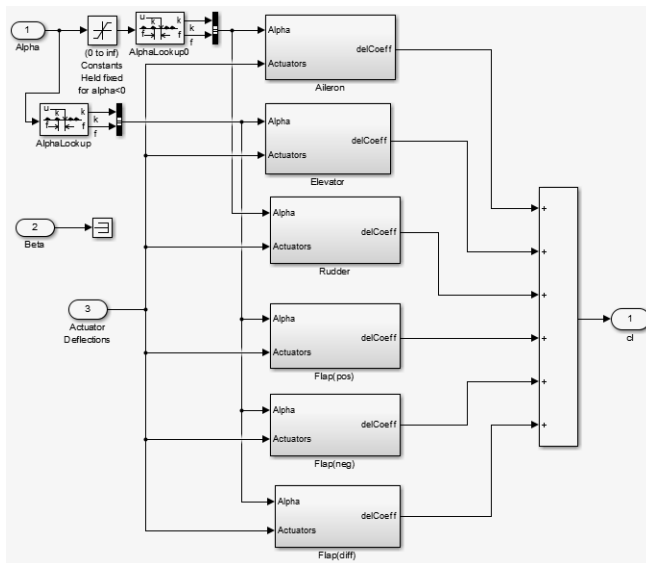 1
Alpha
(0 to inf)
Constants
Held fixed
for alpha<0
u
k
f
k
f
k
f
AlphaLookup0
u
k
f
k
f
k
f
AlphaLookup
Alpha
Actuators
delCoeff
Aileron
Alpha
Actuators
delCoeff
Elevator
2
Beta
Alpha
Actuators
delCoeff
Rudder
3
Actuator
Deflections
Alpha
Actuators
delCoeff
Flap(pos)
Alpha
Actuators
delCoeff
Flap(neg)
Alpha
Actuators
delCoeff
Flap(diff)
+
+
+
+
+
+
1
cl